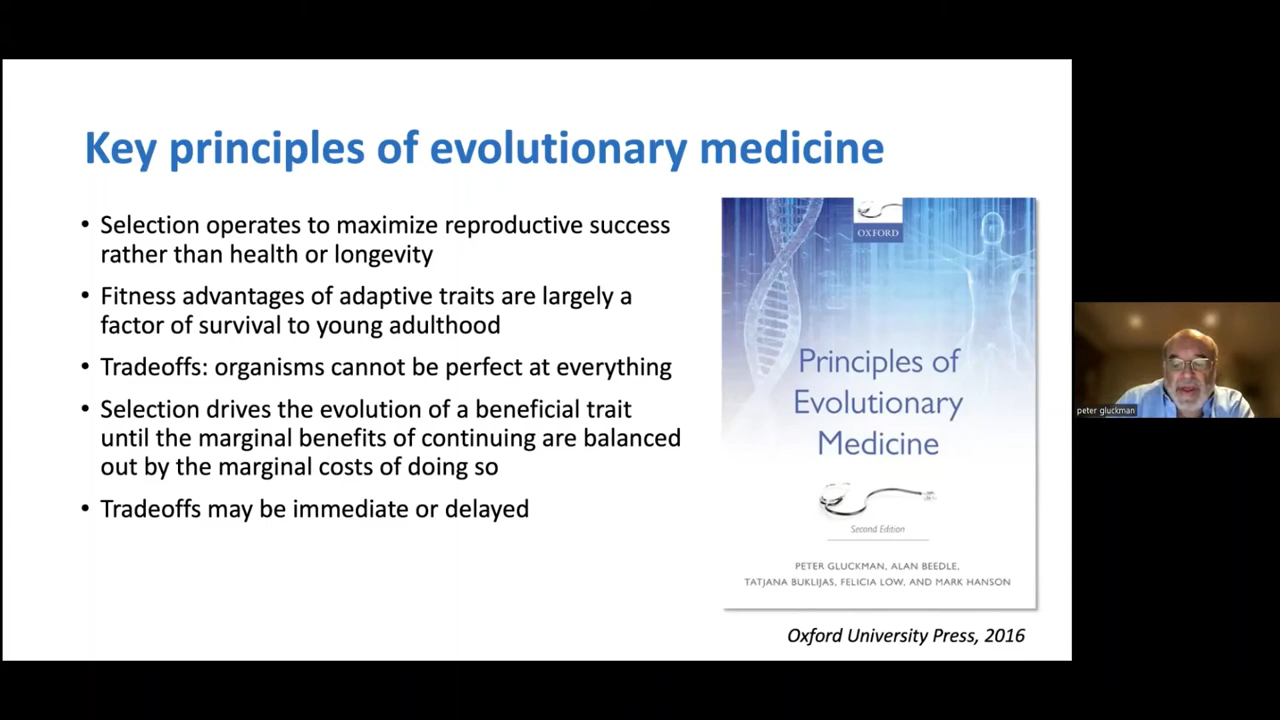 Key principles of evolutionary medicine
• Selection operates to maximize reproductive success
rather than health or longevity
• Fitness advantages of adaptive traits are largely a
factor of survival to young adulthood
• Tradeoffs: organisms cannot be perfect at everything
• Selection drives the evolution of a beneficial trait
until the marginal benefits of continuing are balanced
out by the marginal costs of doing so
• Tradeoffs may be immediate or delayed
OXFORD
Principles of
Evolutionary
Medicine
Second Edition
PETER GLUCKMAN, ALAN BEEDLE,
TATJANA BUKLIJAS, FELICIA LOW, AND MARK HANSON
Oxford University Press, 2016
peter gluckman